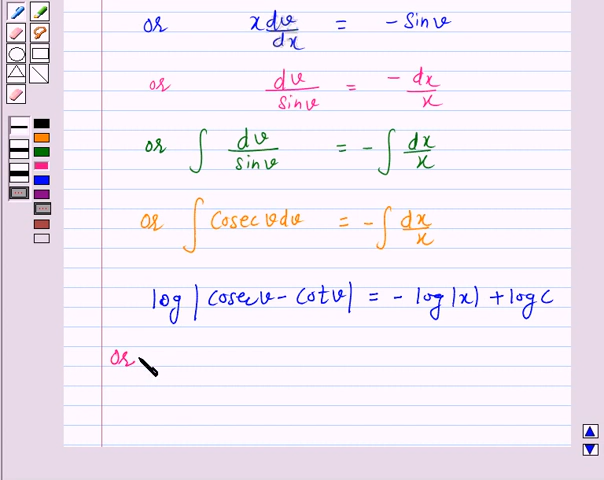 or x dv/dx = - sin v
or dv/sin v = - dx/x
or ∫ dv/sin v = - ∫ dx/x
or ∫ Cosec v dv = - ∫ dx/x
log | Cosec v - Cot v | = - log |x| + log C
or